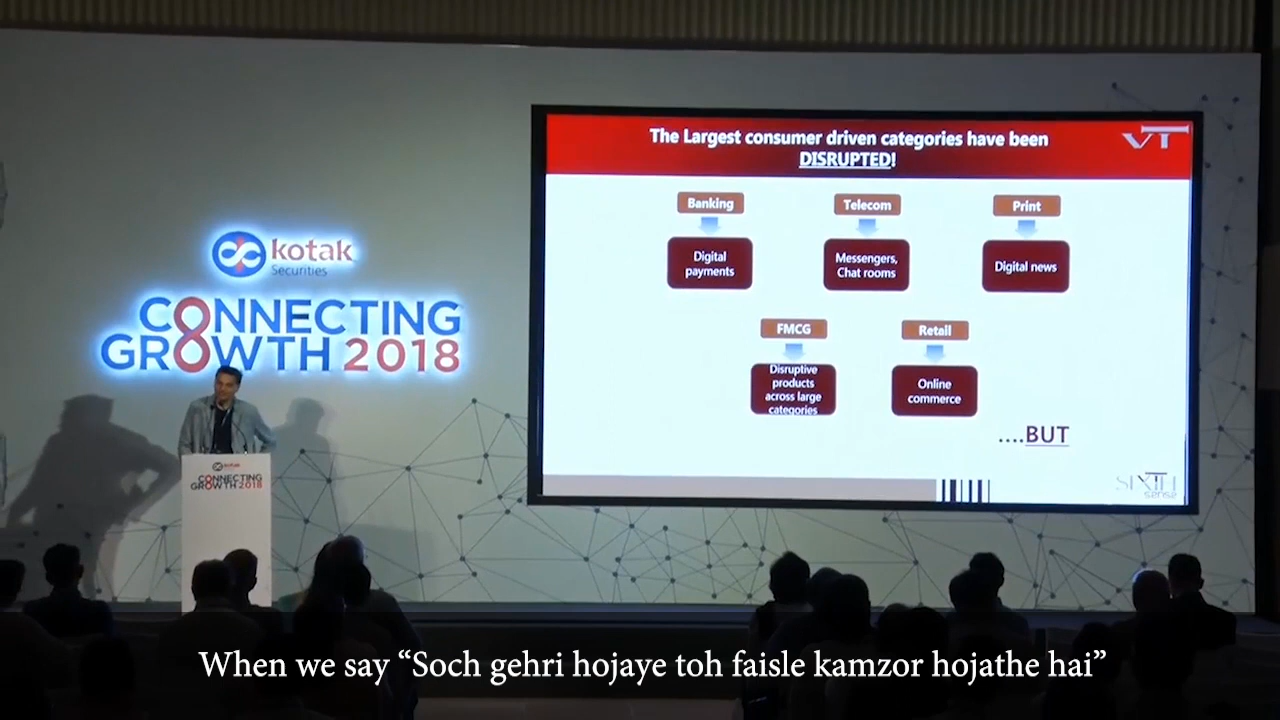 The Largest consumer driven categories have been
DISRUPTED!
VT
Banking
Telecom
Print
Digital
payments
Messengers,
Chat rooms
Digital news
FMCG
Retail
Disruptive
products
across large
categories
Online
commerce
....BUT
SIXTH
sense
kotak
Securities
CONNECTING
GROWTH 2018
kotak
CONNECTING
GROWTH 2018
When we say “Soch gehri hojaye toh faisle kamzor hojathe hai”